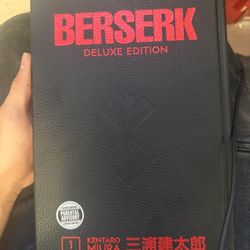 BERSERK
DELUXE EDITION
PARENTAL
ADVISORY
1
KENTARO
MIURA
三浦建太郎